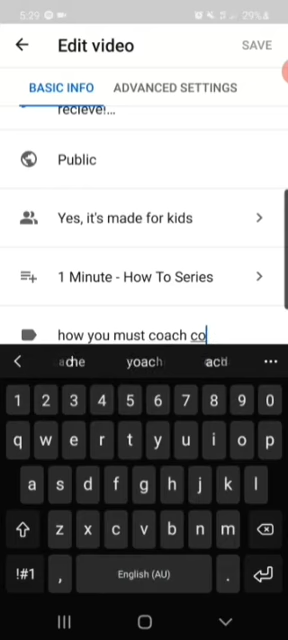 5:29 29%
Edit video SAVE
BASIC INFO ADVANCED SETTINGS
recieve!...
Public
Yes, it's made for kids
1 Minute - How To Series
how you must coach co
yoach
1 2 3 4 5 6 7 8 9 0
q w e r t y u i o p
a s d f g h j k l
z x c v b n m
!#1 , English (AU) .